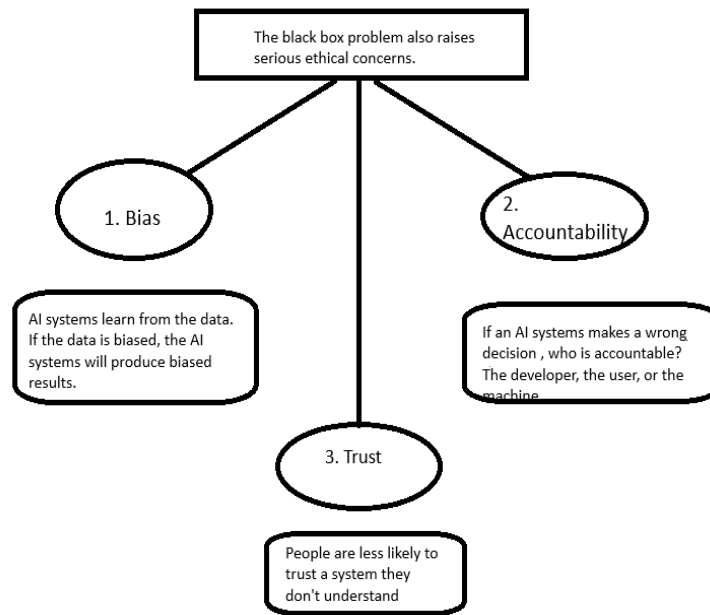 The black box problem also raises
serious ethical concerns.
1. Bias
2.
Accountability
AI systems learn from the data.
If the data is biased, the AI
systems will produce biased
results.
If an AI systems makes a wrong
decision , who is accountable?
The developer, the user, or the
machine
3. Trust
People are less likely to
trust a system they
don't understand